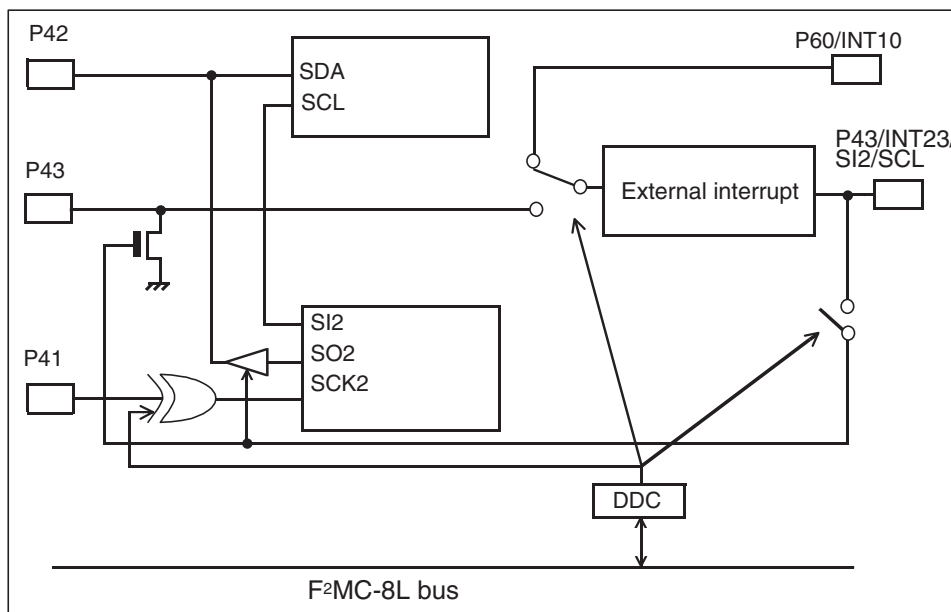 P42
P60/INT10
SDA
SCL
P43/INT23/
SI2/SCL
P43
External interrupt
SI2
SO2
SCK2
P41
DDC
F2MC-8L bus